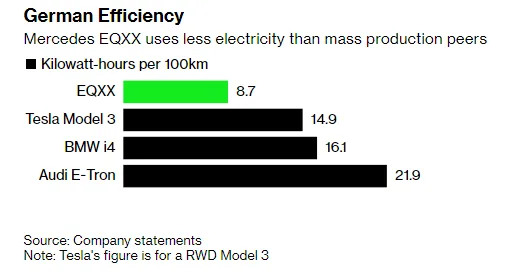 German Efficiency
Mercedes EQXX uses less electricity than mass production peers
Kilowatt-hours per 100km
EQXX 8.7
Tesla Model 3 14.9
BMW i4 16.1
Audi E-Tron 21.9
Source: Company statements
Note: Tesla's figure is for a RWD Model 3